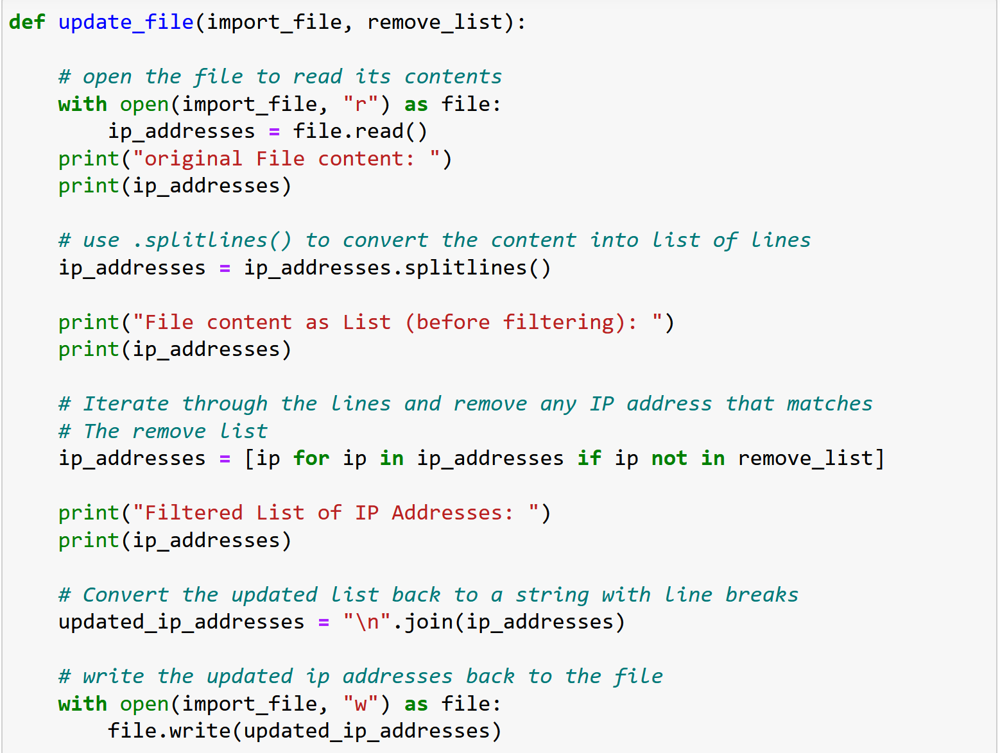 def update_file(import_file, remove_list):

    # open the file to read its contents
    with open(import_file, "r") as file:
        ip_addresses = file.read()
    print("original File content: ")
    print(ip_addresses)

    # use .splitlines() to convert the content into list of lines
    ip_addresses = ip_addresses.splitlines()

    print("File content as List (before filtering): ")
    print(ip_addresses)

    # Iterate through the lines and remove any IP address that matches
    # The remove list
    ip_addresses = [ip for ip in ip_addresses if ip not in remove_list]

    print("Filtered List of IP Addresses: ")
    print(ip_addresses)

    # Convert the updated list back to a string with line breaks
    updated_ip_addresses = "\n".join(ip_addresses)

    # write the updated ip addresses back to the file
    with open(import_file, "w") as file:
        file.write(updated_ip_addresses)